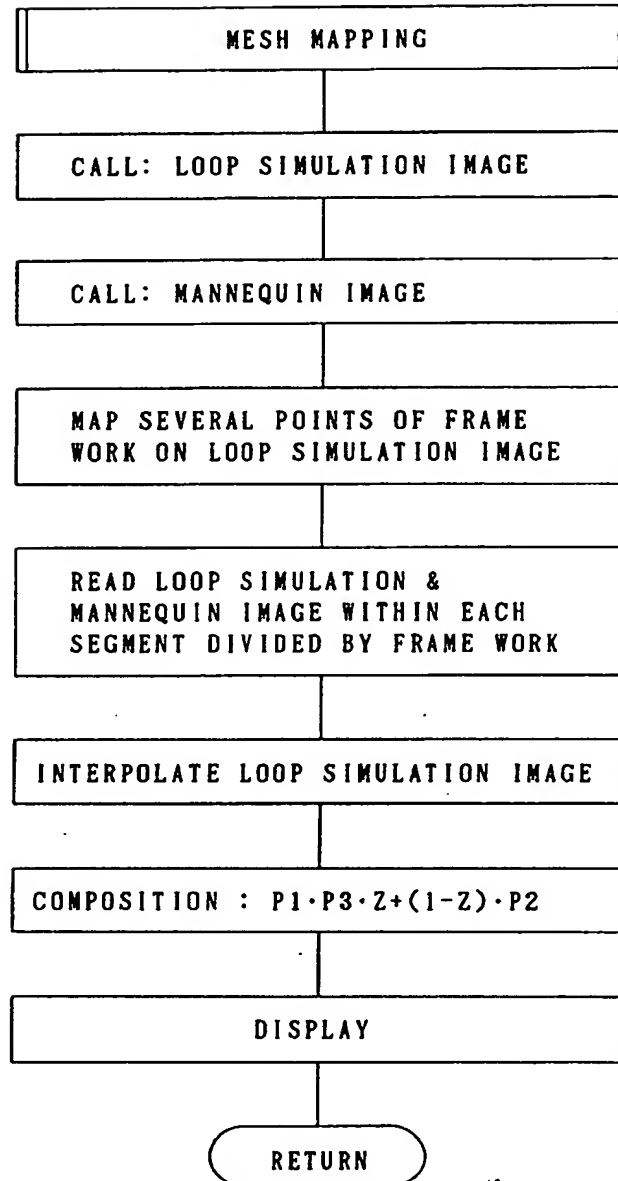 MESH MAPPING
CALL: LOOP SIMULATION IMAGE
CALL: MANNEQUIN IMAGE
MAP SEVERAL POINTS OF FRAME
WORK ON LOOP SIMULATION IMAGE
READ LOOP SIMULATION &
MANNEQUIN IMAGE WITHIN EACH
SEGMENT DIVIDED BY FRAME WORK
INTERPOLATE LOOP SIMULATION IMAGE
COMPOSITION : P1·P3·Z+(1-Z)·P2
DISPLAY
RETURN